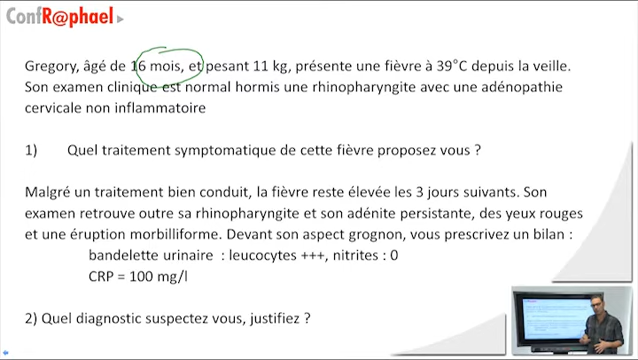 ConfR@phael
Gregory, âgé de 16 mois, et pesant 11 kg, présente une fièvre à 39°C depuis la veille.
Son examen clinique est normal hormis une rhinopharyngite avec une adénopathie
cervicale non inflammatoire
1) Quel traitement symptomatique de cette fièvre proposez vous ?
Malgré un traitement bien conduit, la fièvre reste élevée les 3 jours suivants. Son
examen retrouve outre sa rhinopharyngite et son adénite persistante, des yeux rouges
et une éruption morbilliforme. Devant son aspect grognon, vous prescrivez un bilan :
bandelette urinaire : leucocytes +++, nitrites : 0
CRP = 100 mg/l
2) Quel diagnostic suspectez vous, justifiez ?